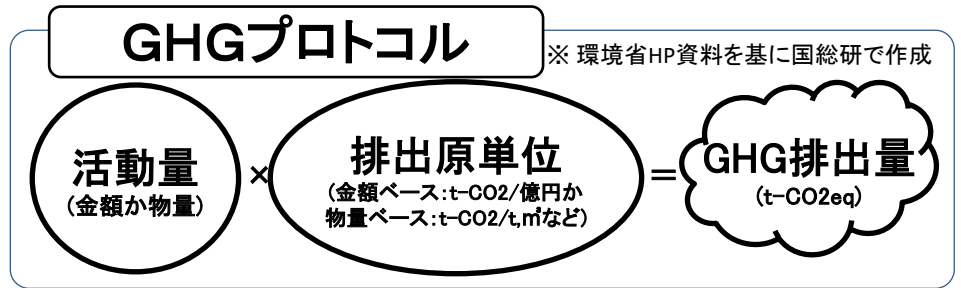 GHGプロトコル
※ 環境省HP資料を基に国総研で作成
活動量
(金額か物量)
×
排出原単位
(金額ベース:t-CO2/億円か
物量ベース:t-CO2/t,㎥など)
=
GHG排出量
(t-CO2eq)